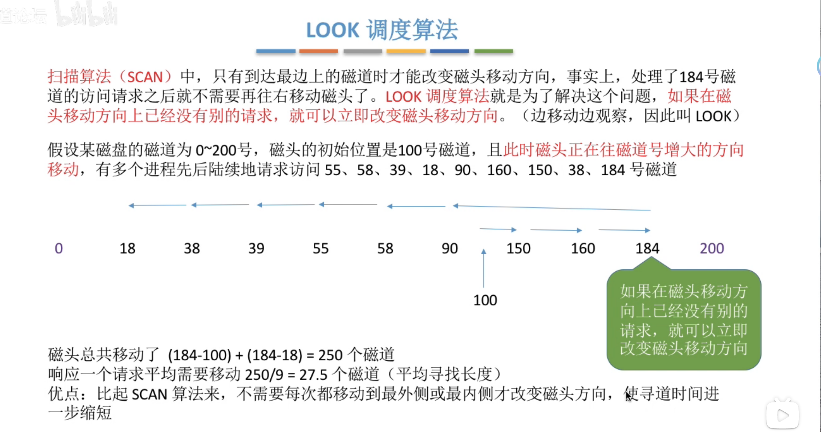 bilibili
LOOK 调度算法
扫描算法（SCAN）中，只有到达最边上的磁道时才能改变磁头移动方向，事实上，处理了184号磁
道的访问请求之后就不需要再往右移动磁头了。LOOK 调度算法就是为了解决这个问题，如果在磁
头移动方向上已经没有别的请求，就可以立即改变磁头移动方向。（边移动边观察，因此叫 LOOK）
假设某磁盘的磁道为 0~200号，磁头的初始位置是100号磁道，且此时磁头正在往磁道号增大的方向
移动，有多个进程先后陆续地请求访问 55、58、39、18、90、160、150、38、184 号磁道
0 18 38 39 55 58 90 150 160 184 200
100
如果在磁头移动方
向上已经没有别的
请求，就可以立即
改变磁头移动方向
磁头总共移动了 (184-100) + (184-18) = 250 个磁道
响应一个请求平均需要移动 250/9 = 27.5 个磁道（平均寻找长度）
优点：比起 SCAN 算法来，不需要每次都移动到最外侧或最内侧才改变磁头方向，使寻道时间进
一步缩短